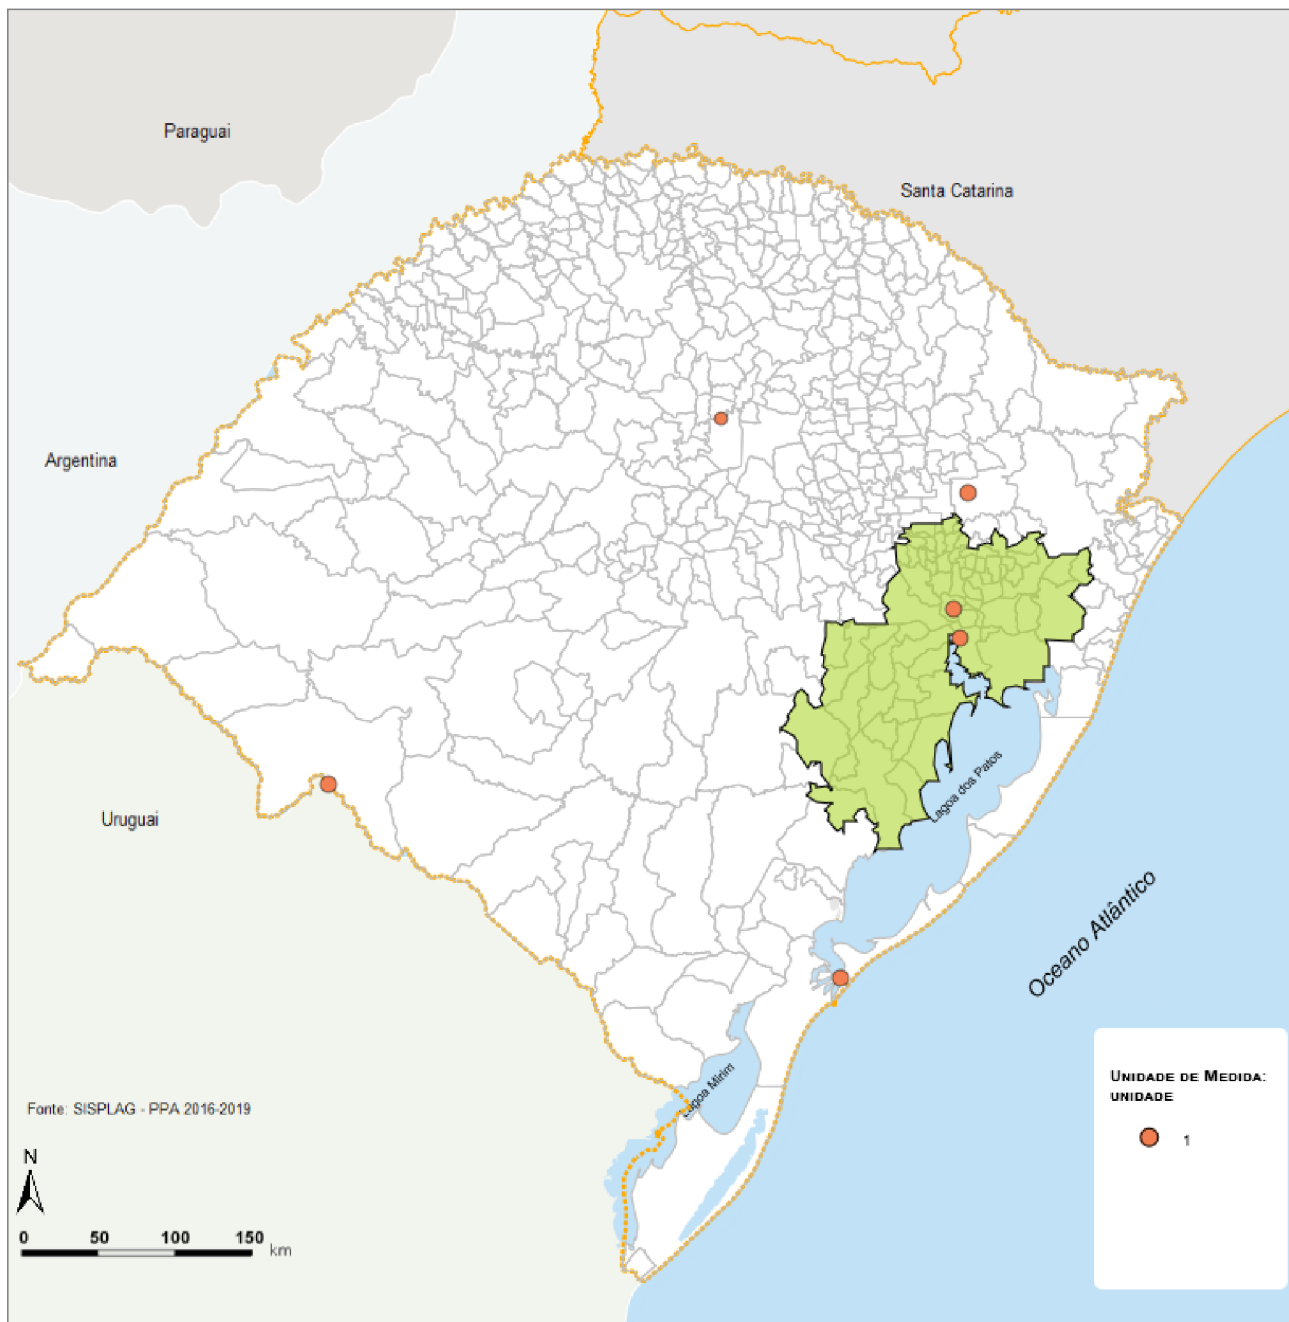 Paraguai
Santa Catarina
Argentina
Uruguai
Lagoa dos Patos
Oceano Atlântico
Lagoa Mirim
UNIDADE DE MEDIDA:
UNIDADE
1
Fonte: SISPLAG - PPA 2016-2019
N
0 50 100 150
km